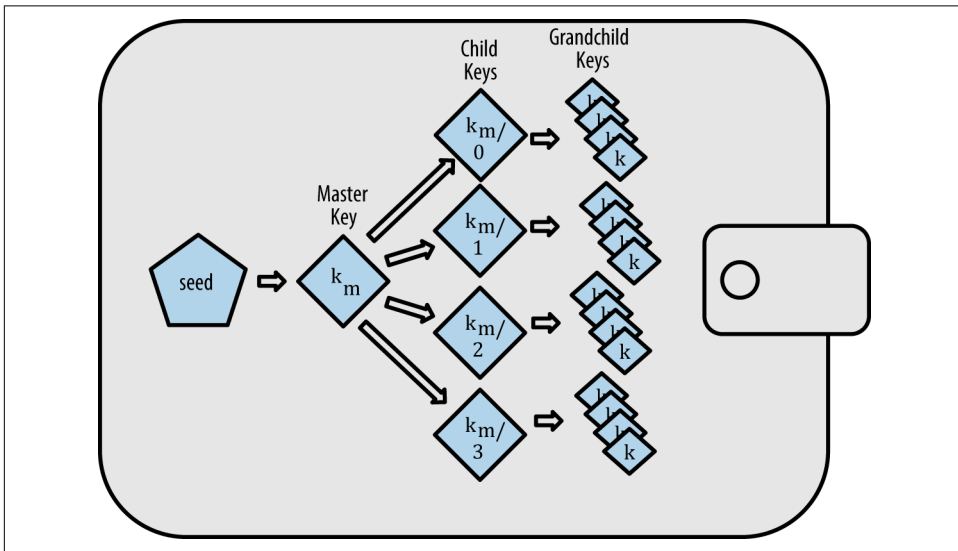 Child
Keys
Grandchild
Keys
Master
Key
seed
k m
k m/
0
k m/
1
k m/
2
k m/
3
k
k
k
k